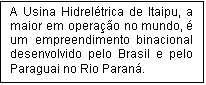 A Usina Hidrelétrica de Itaipu, a
maior em operação no mundo, é
um empreendimento binacional
desenvolvido pelo Brasil e pelo
Paraguai no Rio Paraná.